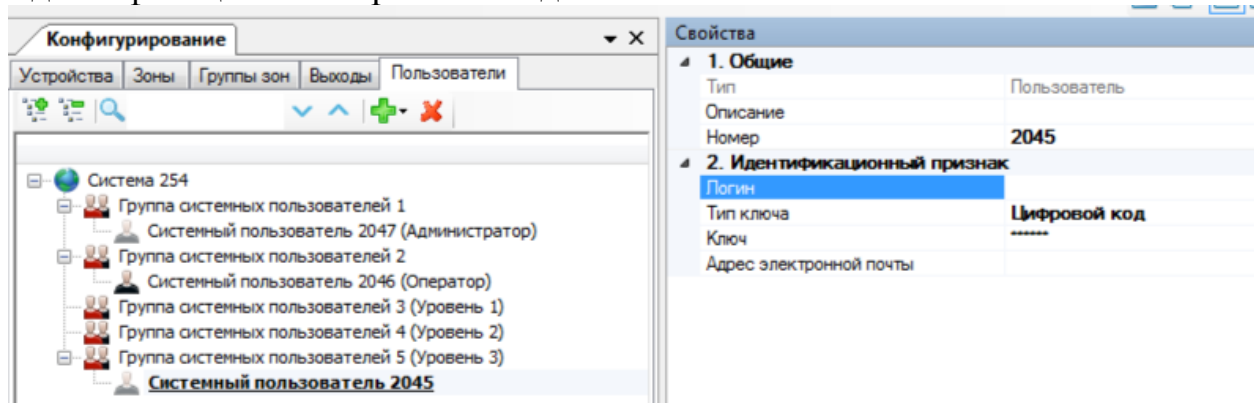 Конфигурирование
Устройства Зоны Группы зон Выходы Пользователи
Система 254
Группа системных пользователей 1
Системный пользователь 2047 (Администратор)
Группа системных пользователей 2
Системный пользователь 2046 (Оператор)
Группа системных пользователей 3 (Уровень 1)
Группа системных пользователей 4 (Уровень 2)
Группа системных пользователей 5 (Уровень 3)
Системный пользователь 2045
Свойства
1. Общие
Тип Пользователь
Описание
Номер 2045
2. Идентификационный признак
Логин
Тип ключа Цифровой код
Ключ ******
Адрес электронной почты